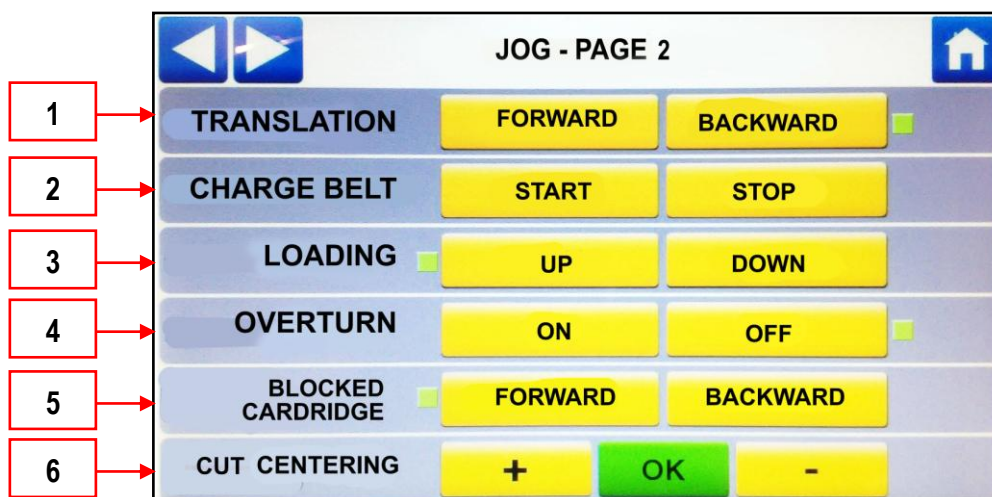 JOG - PAGE 2
1 TRANSLATION FORWARD BACKWARD
2 CHARGE BELT START STOP
3 LOADING UP DOWN
4 OVERTURN ON OFF
5 BLOCKED CARDRIDGE FORWARD BACKWARD
6 CUT CENTERING + OK -